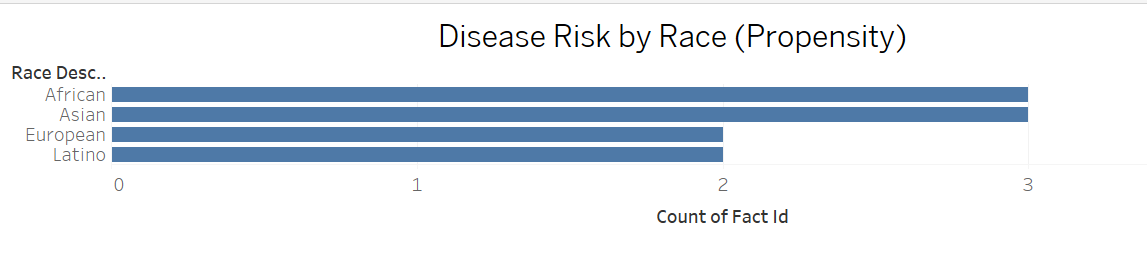 Disease Risk by Race (Propensity)
Race Desc..
African
Asian
European
Latino
0 1 2 3
Count of Fact Id